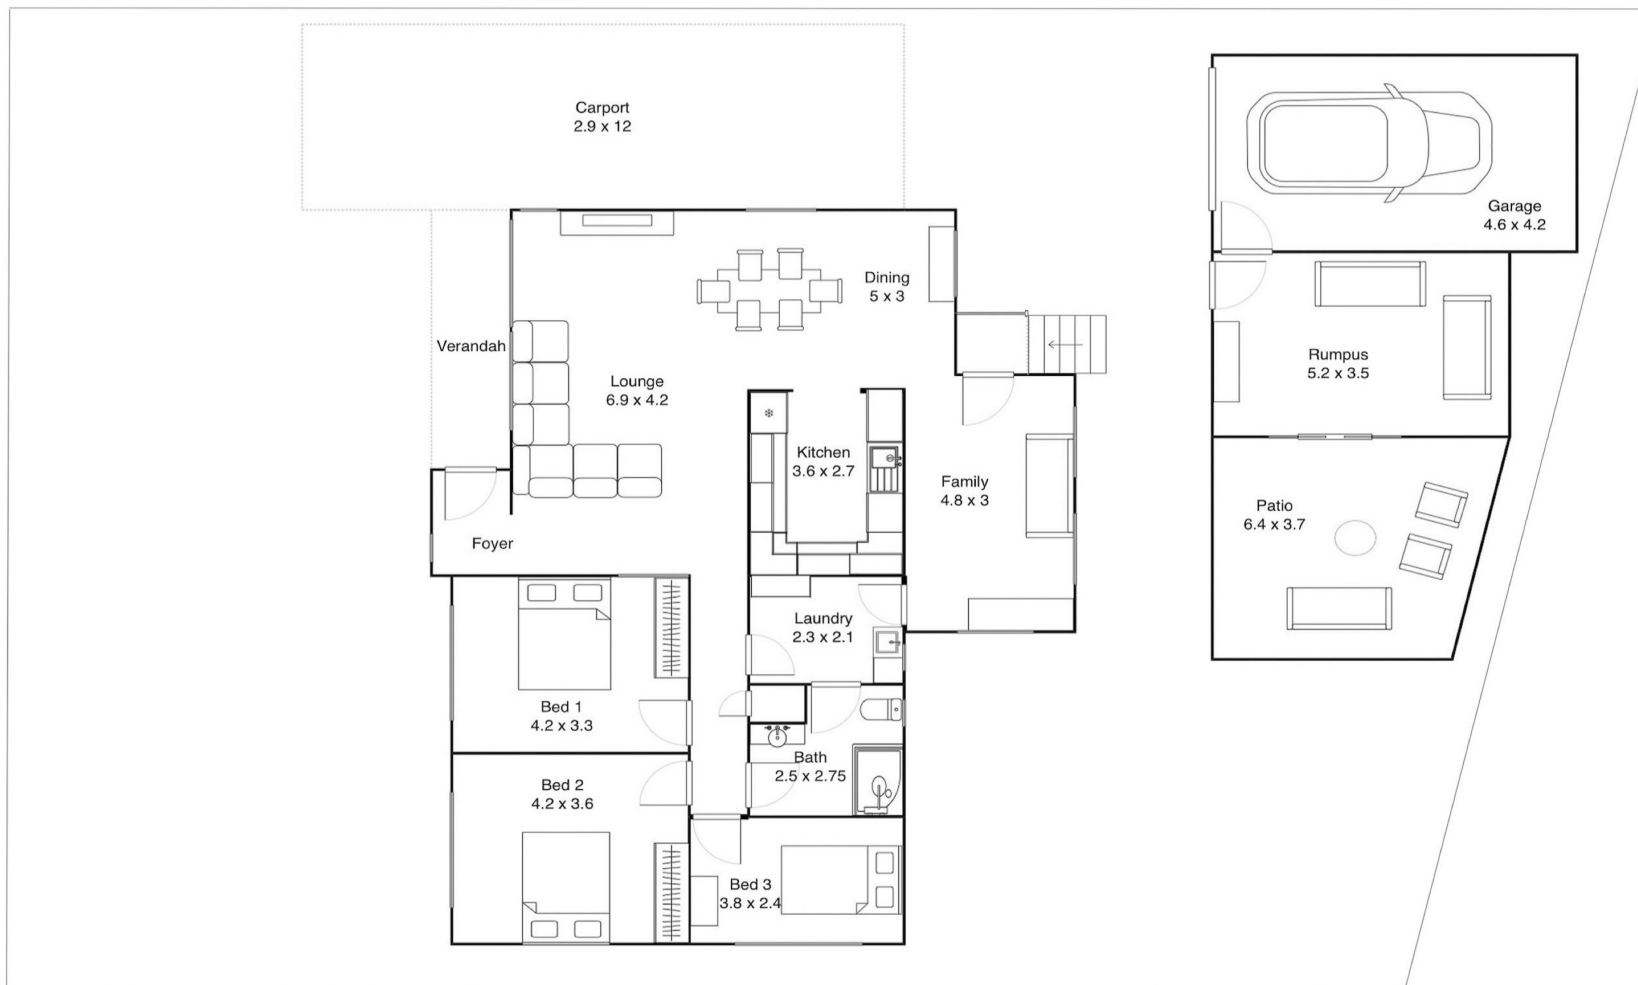 Carport
2.9 x 12
Garage
4.6 x 4.2
Dining
5 x 3
Verandah
Lounge
6.9 x 4.2
Rumpus
5.2 x 3.5
Kitchen
3.6 x 2.7
Family
4.8 x 3
Patio
6.4 x 3.7
Foyer
Laundry
2.3 x 2.1
Bed 1
4.2 x 3.3
Bath
2.5 x 2.75
Bed 2
4.2 x 3.6
Bed 3
3.8 x 2.4